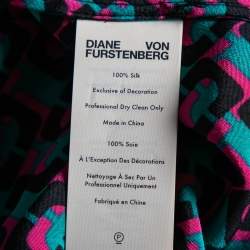 DIANE VON
FURSTENBERG
100% Silk
Exclusive of Decoration
Professional Dry Clean Only
Made in China
100% Soie
À L'Exception Des Décorations
Nettoyage À Sec Par Un
Professionnel Uniquement
Fabriqué en Chine
P